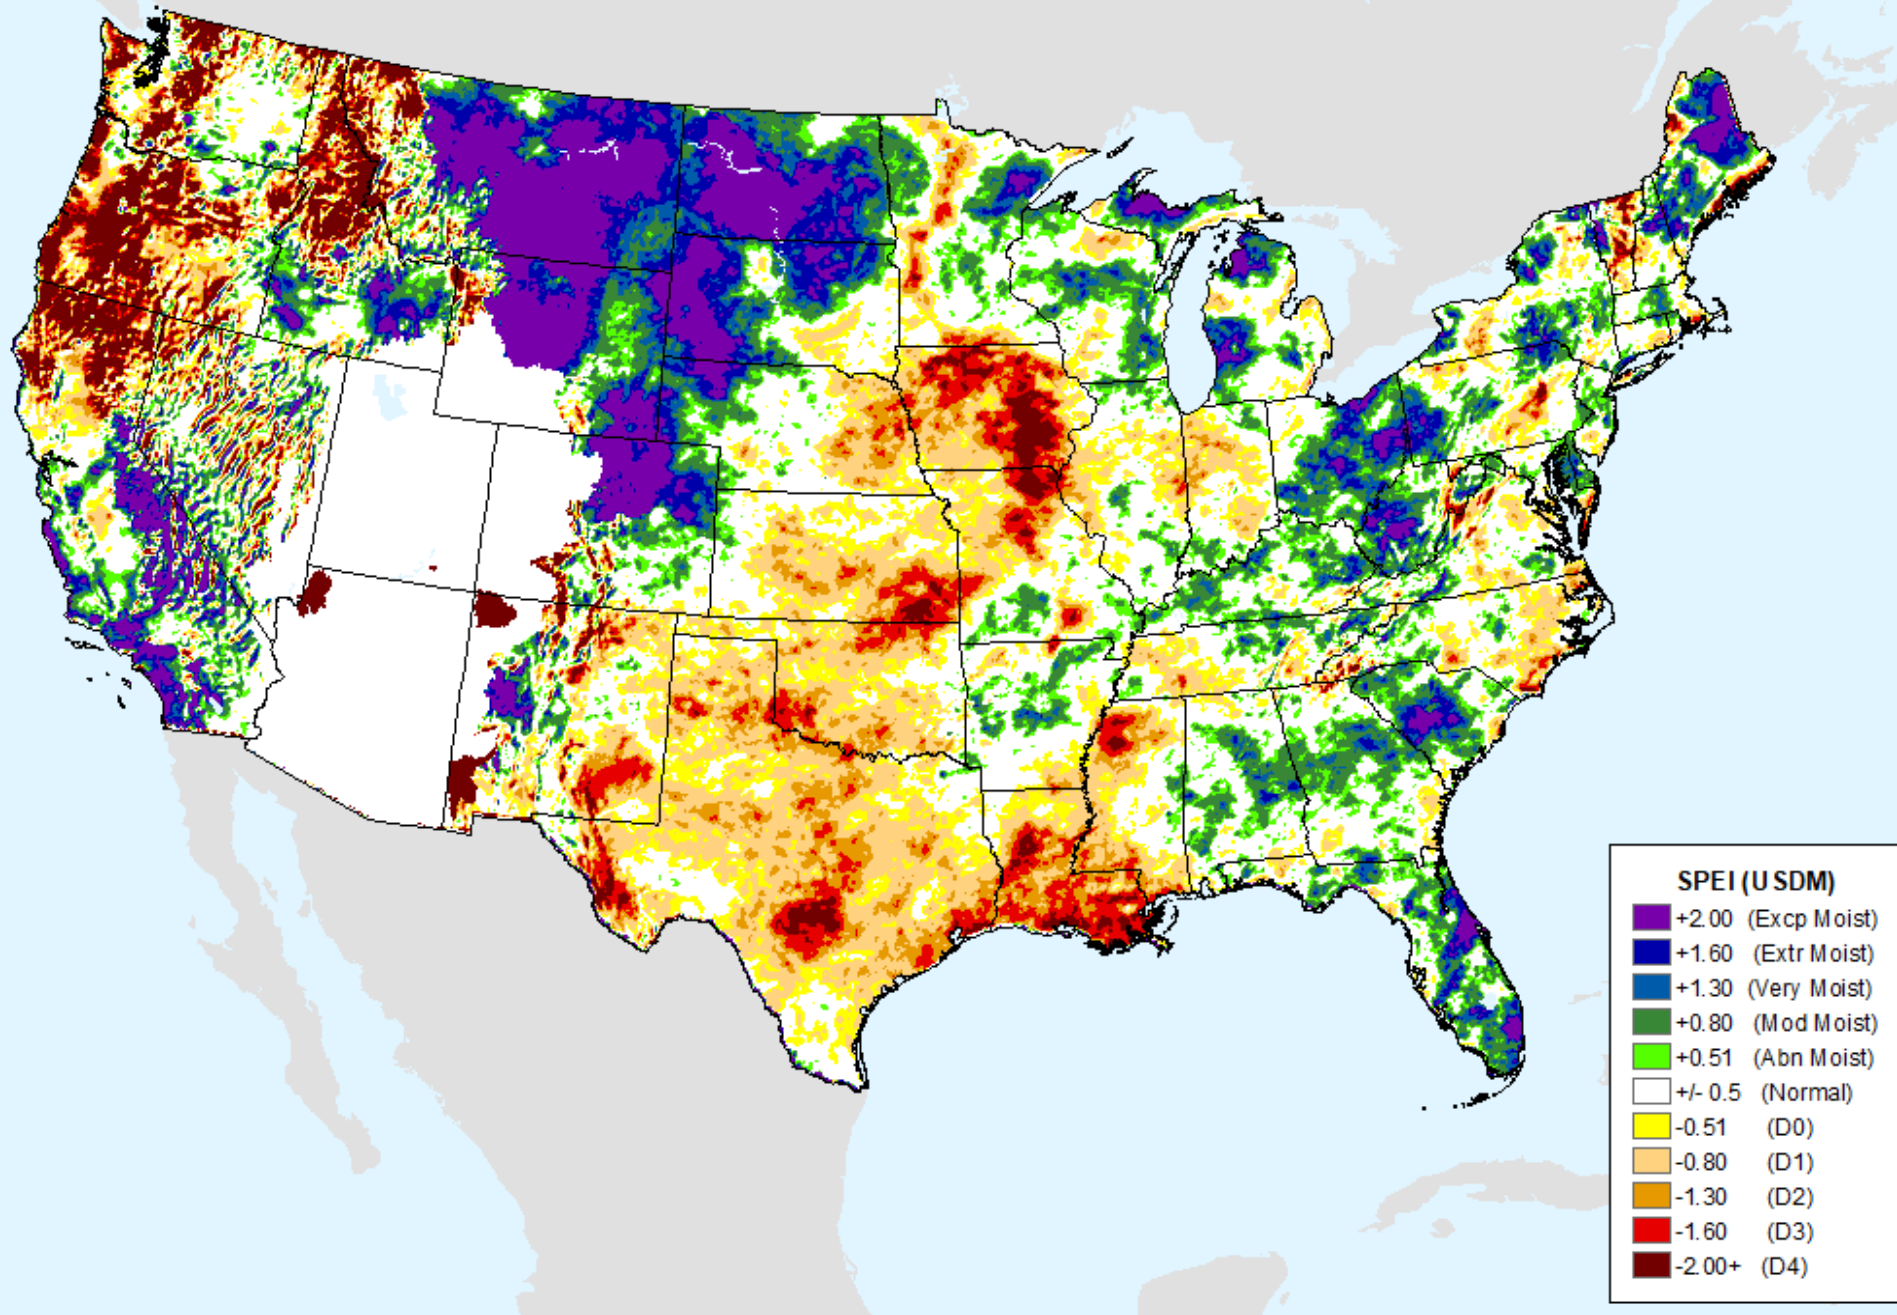 SPEI (USDM)
+2.00 (Excp Moist)
+1.60 (Extr Moist)
+1.30 (Very Moist)
+0.80 (Mod Moist)
+0.51 (Abn Moist)
+/- 0.5 (Normal)
-0.51 (D0)
-0.80 (D1)
-1.30 (D2)
-1.60 (D3)
-2.00+ (D4)